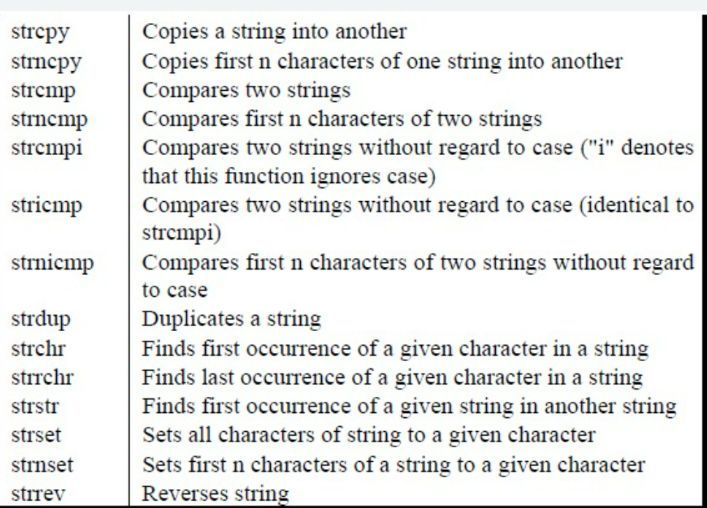 strcpy Copies a string into another
strncpy Copies first n characters of one string into another
strcmp Compares two strings
strncmp Compares first n characters of two strings
strcmpi Compares two strings without regard to case ("i" denotes
that this function ignores case)
stricmp Compares two strings without regard to case (identical to
strcmpi)
strnicmp Compares first n characters of two strings without regard
to case
strdup Duplicates a string
strchr Finds first occurrence of a given character in a string
strrchr Finds last occurrence of a given character in a string
strstr Finds first occurrence of a given string in another string
strset Sets all characters of string to a given character
strnset Sets first n characters of a string to a given character
strrev Reverses string